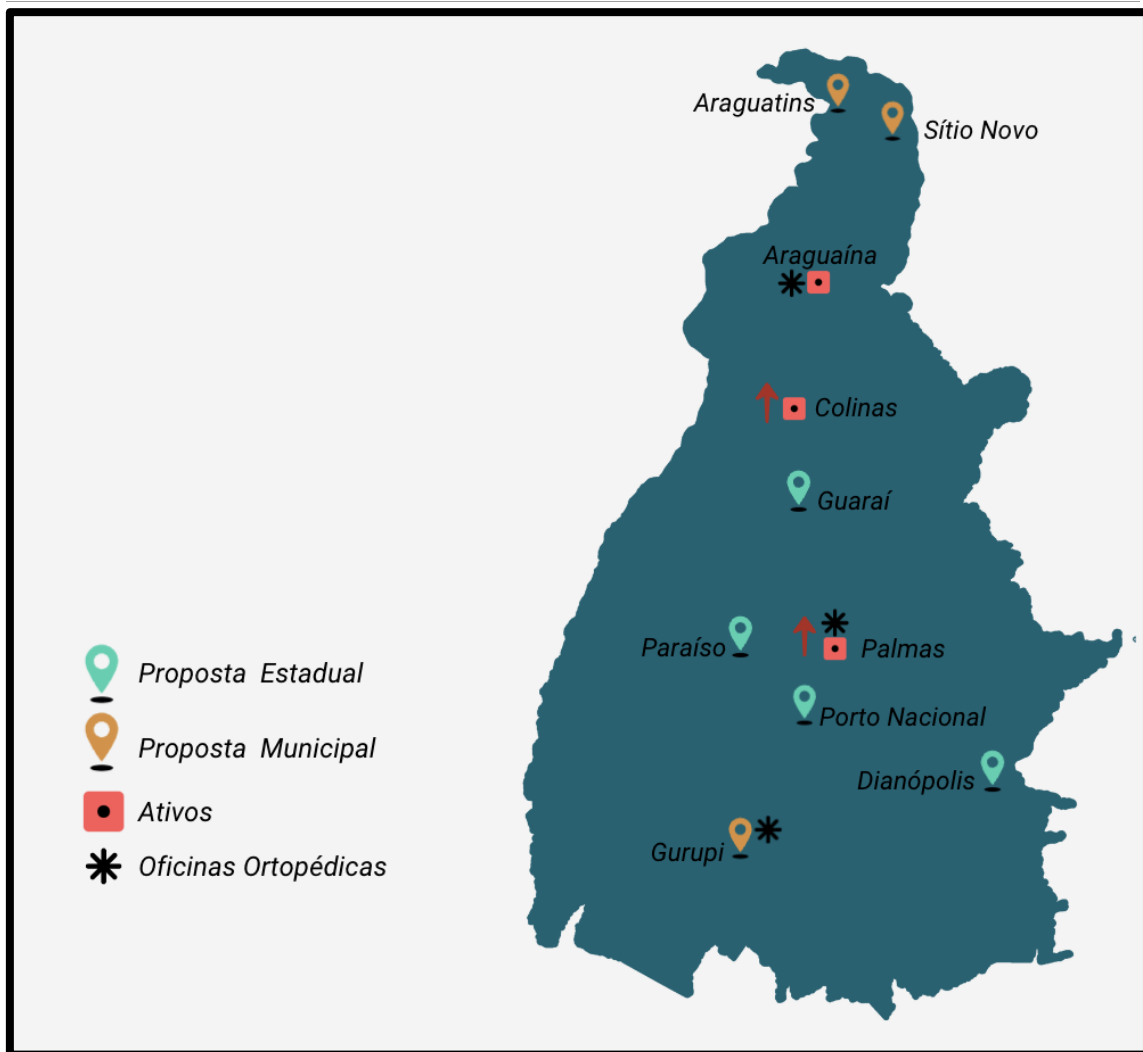 Araguatins
Sítio Novo
Araguaína
Colinas
Guaraí
Paraíso
Palmas
Proposta Estadual
Porto Nacional
Proposta Municipal
Dianópolis
Ativos
Gurupi
Oficinas Ortopédicas